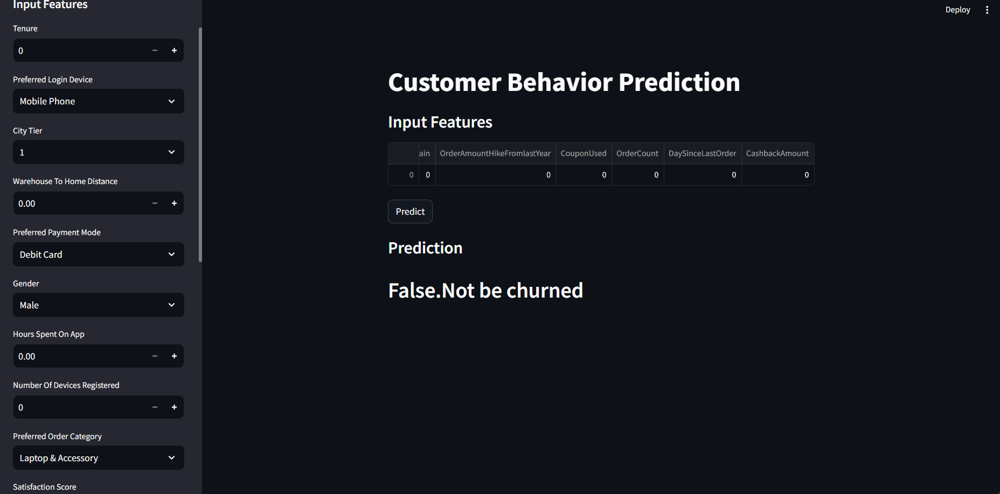 Input Features
Tenure
0
Preferred Login Device
Mobile Phone
City Tier
1
Warehouse To Home Distance
0.00
Preferred Payment Mode
Debit Card
Gender
Male
Hours Spent On App
0.00
Number Of Devices Registered
0
Preferred Order Category
Laptop & Accessory
Satisfaction Score
Deploy
Customer Behavior Prediction
Input Features
ain OrderAmountHikeFromlastYear CouponUsed OrderCount DaySinceLastOrder CashbackAmount
0 0 0 0 0 0 0
Predict
Prediction
False.Not be churned